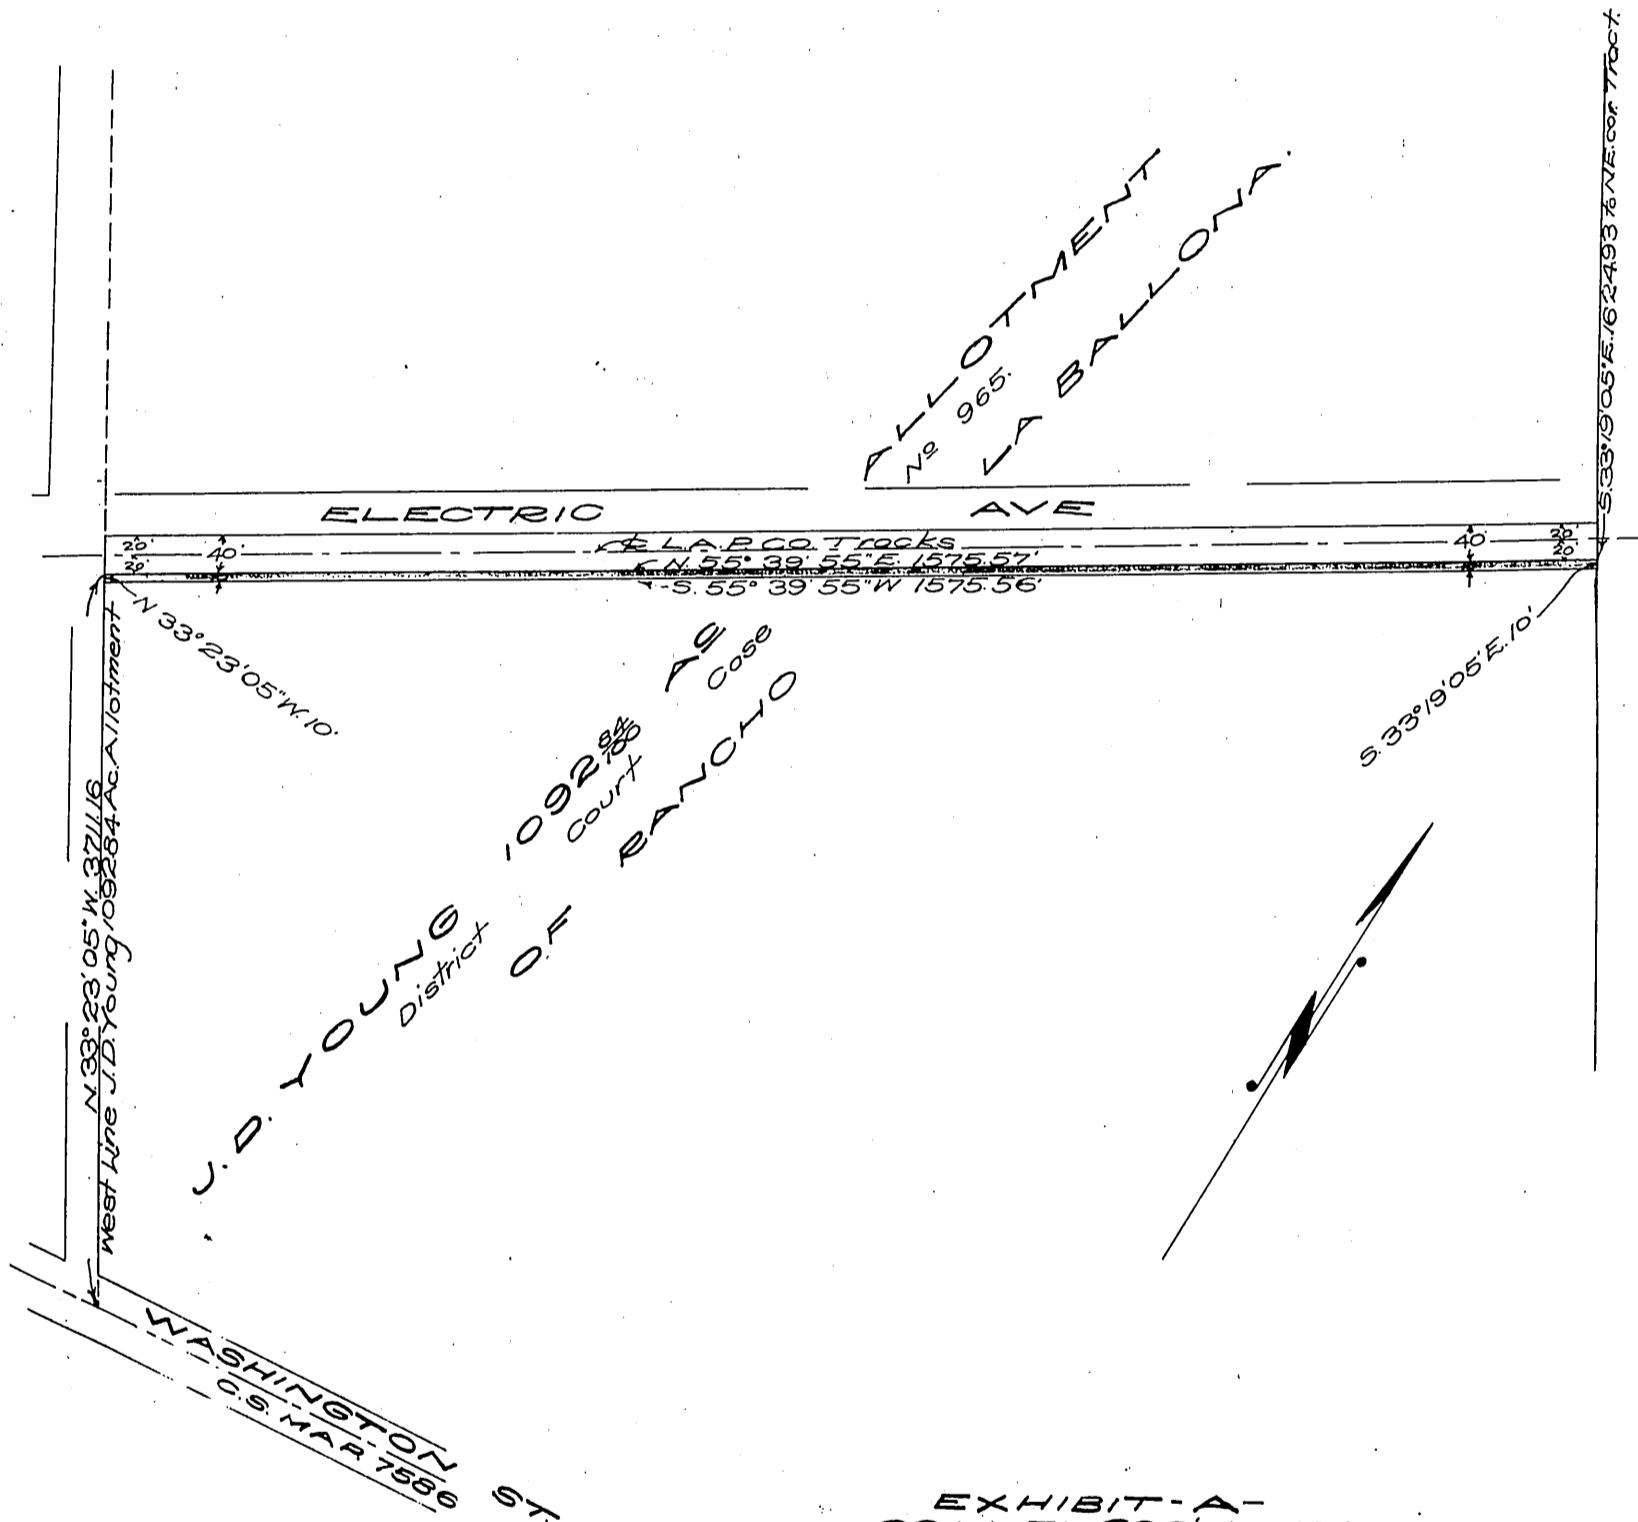 S.33°19'05"E.1624.93 to N.E. cor. Tract.
ALLOTMENT
No 965.
LA BALLONA.
ELECTRIC AVE
20' 40' ℄ L.A.P. CO. Tracks 40' 20'
20' N. 55° 39' 55" E. 1575.57' 20'
S. 55° 39' 55" W 1575.56'
N 33° 23' 05" W. 10'
S. 33° 19' 05" E. 10'
J. D. YOUNG 1092 84/100 AC
District Court Case
OF RANCHO
N.33° 23' 05" W. 3711.16
West Line J.D. Young 1092.84 Ac. Allotment
WASHINGTON ST.
C.S. MAP 7586
EXHIBIT-A-